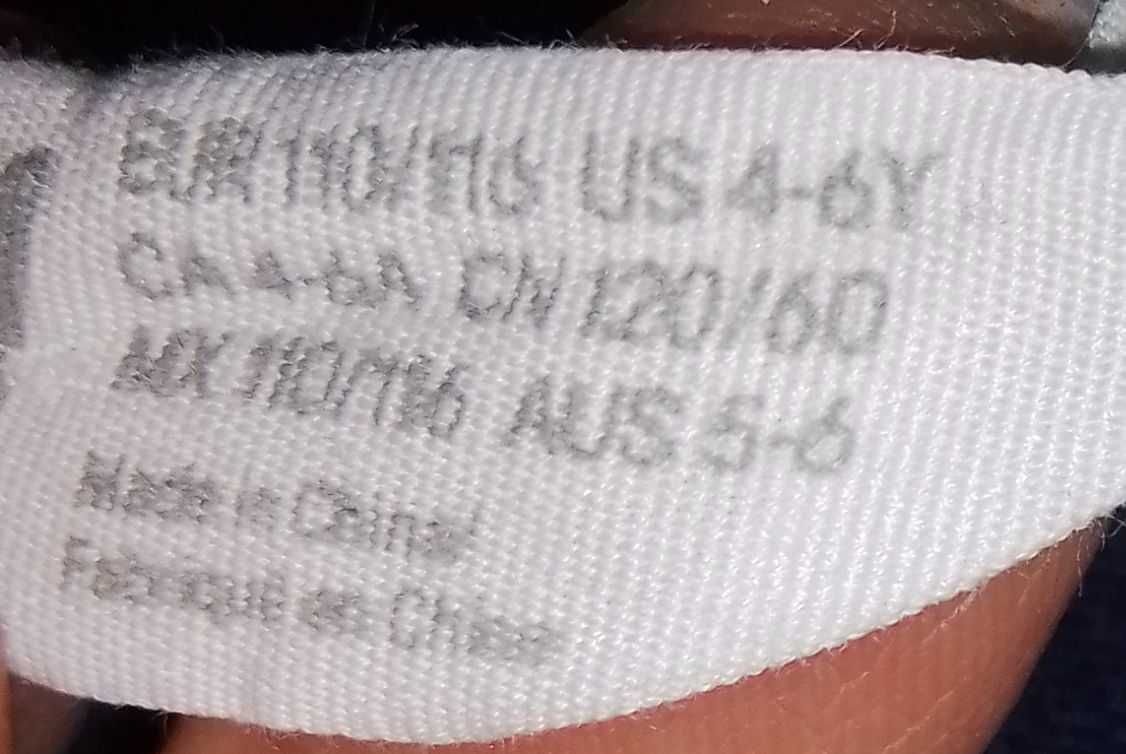 EUR 110/116 US 4-6Y
CA 4-6A CN 120/60
MX 110/116 AUS 5-6
Made in China
Fabriqué en Chine